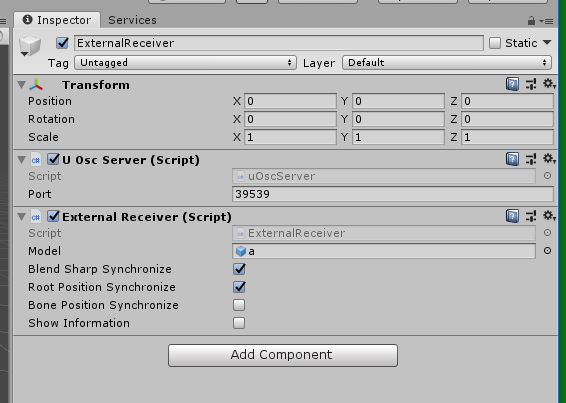 Inspector Services
ExternalReceiver Static
Tag Untagged Layer Default
Transform
Position X 0 Y 0 Z 0
Rotation X 0 Y 0 Z 0
Scale X 1 Y 1 Z 1
U Osc Server (Script)
Script uOscServer
Port 39539
External Receiver (Script)
Script ExternalReceiver
Model a
Blend Sharp Synchronize
Root Position Synchronize
Bone Position Synchronize
Show Information
Add Component